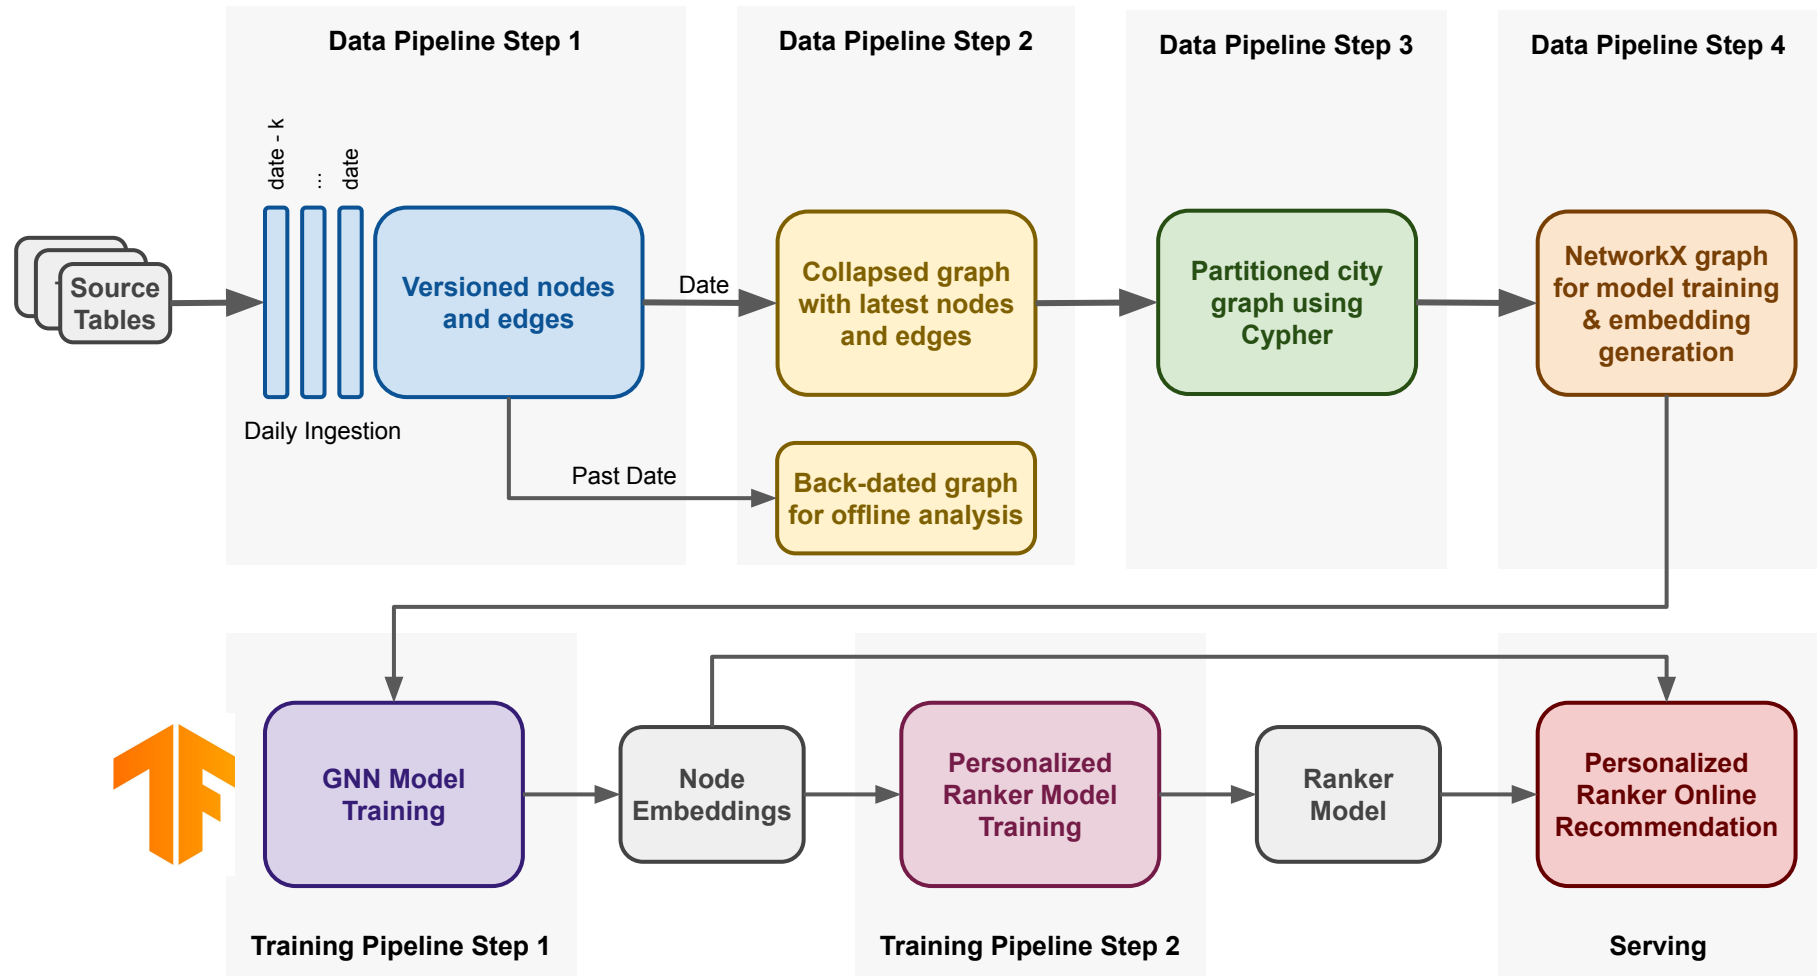 Data Pipeline Step 1
Data Pipeline Step 2
Data Pipeline Step 3
Data Pipeline Step 4
date - k
...
date
Source
Tables
Versioned nodes
and edges
Daily Ingestion
Date
Past Date
Collapsed graph
with latest nodes
and edges
Back-dated graph
for offline analysis
Partitioned city
graph using
Cypher
NetworkX graph
for model training
& embedding
generation
GNN Model
Training
Node
Embeddings
Personalized
Ranker Model
Training
Ranker
Model
Personalized
Ranker Online
Recommendation
Training Pipeline Step 1
Training Pipeline Step 2
Serving